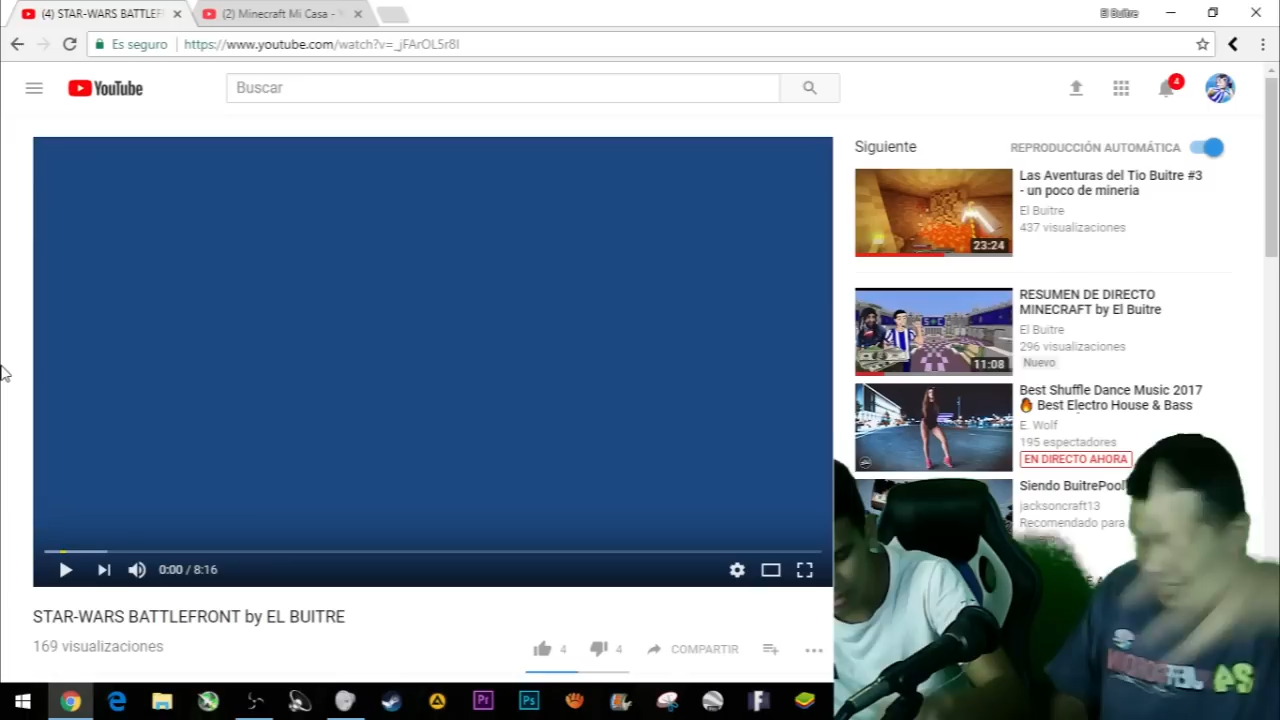 (4) STAR-WARS BATTLEF
(2) Minecraft Mi Casa -
El Buitre
Es seguro
https://www.youtube.com/watch?v=_jFArOL5r8I
YouTube
Buscar
4
Siguiente
REPRODUCCIÓN AUTOMÁTICA
Las Aventuras del Tio Buitre #3
- un poco de mineria
El Buitre
437 visualizaciones
23:24
RESUMEN DE DIRECTO
MINECRAFT by El Buitre
El Buitre
296 visualizaciones
Nuevo
11:08
Best Shuffle Dance Music 2017
🔥 Best Electro House & Bass
E. Wolf
195 espectadores
EN DIRECTO AHORA
Siendo BuitrePool
jacksoncraft13
Recomendado para
0:00 / 8:16
STAR-WARS BATTLEFRONT by EL BUITRE
169 visualizaciones
4
4
COMPARTIR
Pr
Ps